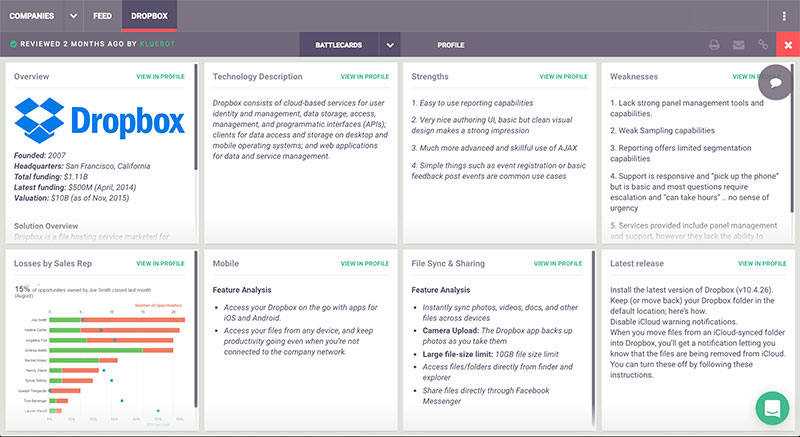 COMPANIES
FEED
DROPBOX
REVIEWED 2 MONTHS AGO BY KLUEBOT
BATTLECARDS
PROFILE
Overview
VIEW IN PROFILE
Dropbox
Founded: 2007
Headquarters: San Francisco, California
Total funding: $1.11B
Latest funding: $500M (April, 2014)
Valuation: $10B (as of Nov, 2015)
Solution Overview
Dropbox is a file hosting service marketed for
Technology Description
VIEW IN PROFILE
Dropbox consists of cloud-based services for user
identity and management, data storage, access,
management, and programmatic interfaces (APIs);
clients for data access and storage on desktop and
mobile operating systems; and web applications
for data and service management.
Strengths
VIEW IN PROFILE
1. Easy to use reporting capabilities
2. Very nice authoring UI, basic but clean visual
design makes a strong impression
3. Much more advanced and skillful use of AJAX
4. Simple things such as event registration or basic
feedback post events are common use cases
Weaknesses
VIEW IN
1. Lack strong panel management tools and
capabilities.
2. Weak Sampling capabilities
3. Reporting offers limited segmentation
capabilities
4. Support is responsive and "pick up the phone"
but is basic and most questions require
escalation and "can take hours" .. no sense of
urgency
5. Services provided include panel management
and support, however they lack the ability to
Losses by Sales Rep
VIEW IN PROFILE
15% of opportunities owned by Joe Smith closed last month
(August)
Number of Opportunities
0 5 10 15 20
Joe Smith
Helena Carter
Angelina Fox
Andrew Webb
Rachel Wiley
Nancy Olson
Sylvia Sidney
Joseph Teagarden
Tom Berenger
0% 10% 20% 30% 40% 50% 60% 70% 80%
Mobile
VIEW IN PROFILE
Feature Analysis
Access your Dropbox on the go with apps for
iOS and Android.
Access your files from any device, and keep
productivity going even when you're not
connected to the company network.
File Sync & Sharing
VIEW IN PROFILE
Feature Analysis
Instantly sync photos, videos, docs, and other
files across devices
Camera Upload: The Dropbox app backs up
photos as you take them
Large file-size limit: 10GB file size limit
Access files/folders directly from finder and
explorer
Share files directly through Facebook
Messenger
Latest release
VIEW IN PROFILE
Install the latest version of Dropbox (v10.4.26).
Keep (or move back) your Dropbox folder in the
default location; here's how.
Disable iCloud warning notifications.
When you move files from an iCloud-synced folder
into Dropbox, you'll get a notification letting you
know that the files are being removed from iCloud.
You can turn these off by following these
instructions.